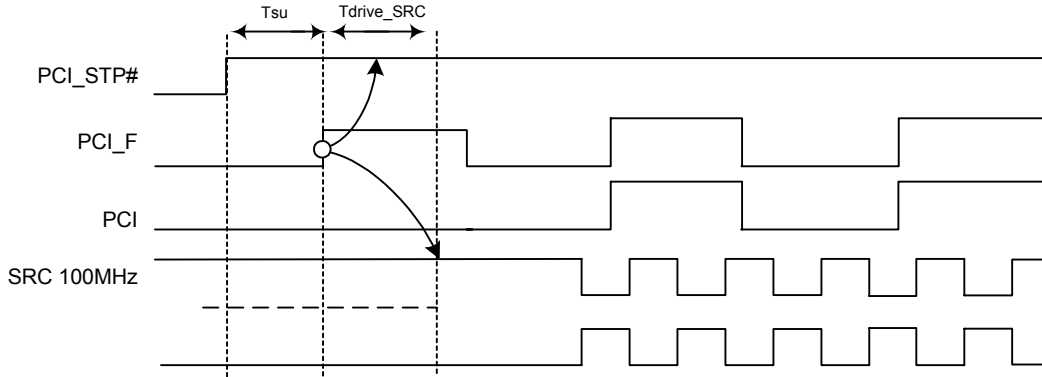 Tsu
Tdrive_SRC
PCI_STP#
PCI_F
PCI
SRC 100MHz